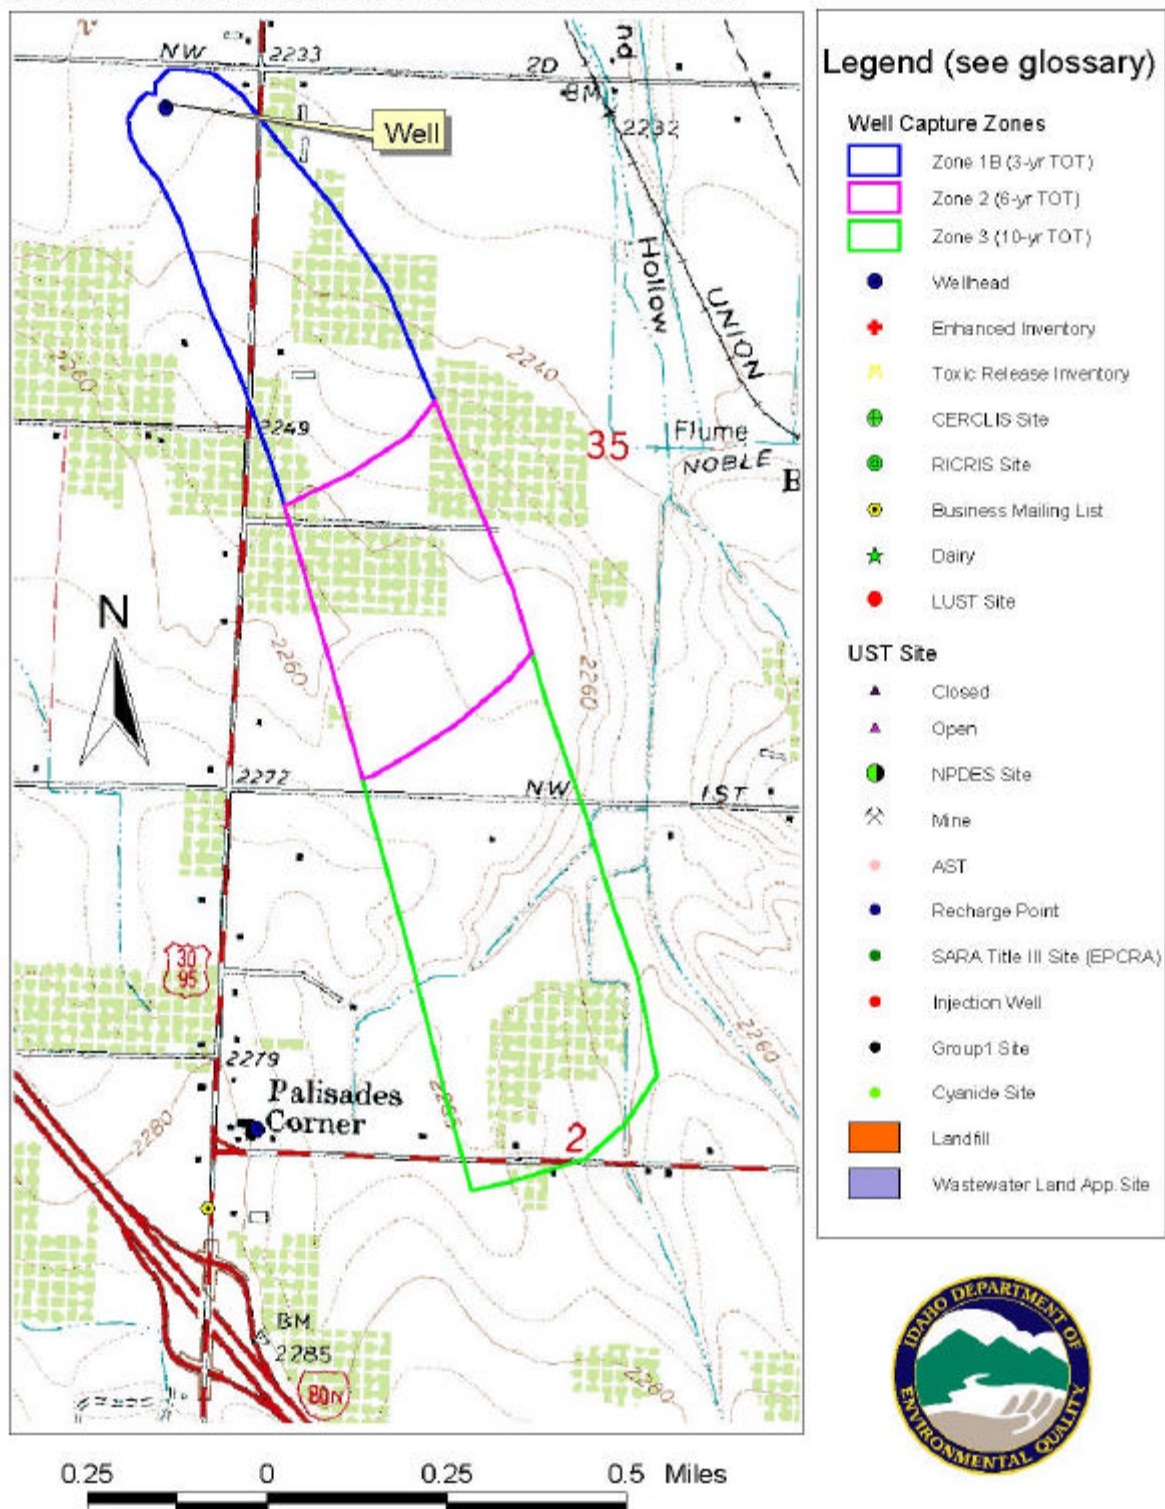 NW
2233
2D
BM
2232
Well
Hollow
UNION
2240
2260
2249
35
Flume
NOBLE
B
N
2260
2260
2272
NW
1ST
30
95
2279
Palisades
Corner
2280
2260
2
BM
2285
80N
2280
0.25 0 0.25 0.5 Miles
Legend (see glossary)
Well Capture Zones
Zone 1B (3-yr TOT)
Zone 2 (6-yr TOT)
Zone 3 (10-yr TOT)
Wellhead
Enhanced Inventory
Toxic Release Inventory
CERCLIS Site
RICRIS Site
Business Mailing List
Dairy
LUST Site
UST Site
Closed
Open
NPDES Site
Mine
AST
Recharge Point
SARA Title III Site (EPCRA)
Injection Well
Group1 Site
Cyanide Site
Landfill
Wastewater Land App. Site
IDAHO DEPARTMENT OF
ENVIRONMENTAL QUALITY